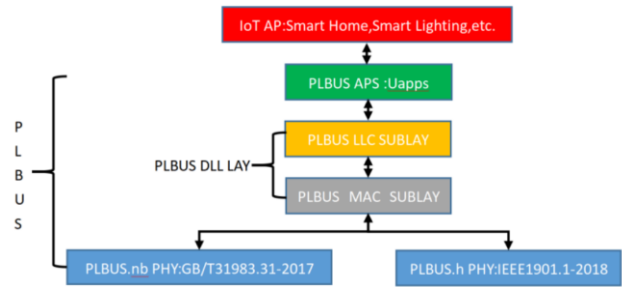 IoT AP:Smart Home,Smart Lighting,etc.
PLBUS APS :Uapps
PLBUS LLC SUBLAY
PLBUS DLL LAY
PLBUS MAC SUBLAY
P
L
B
U
S
PLBUS.nb PHY:GB/T31983.31-2017
PLBUS.h PHY:IEEE1901.1-2018